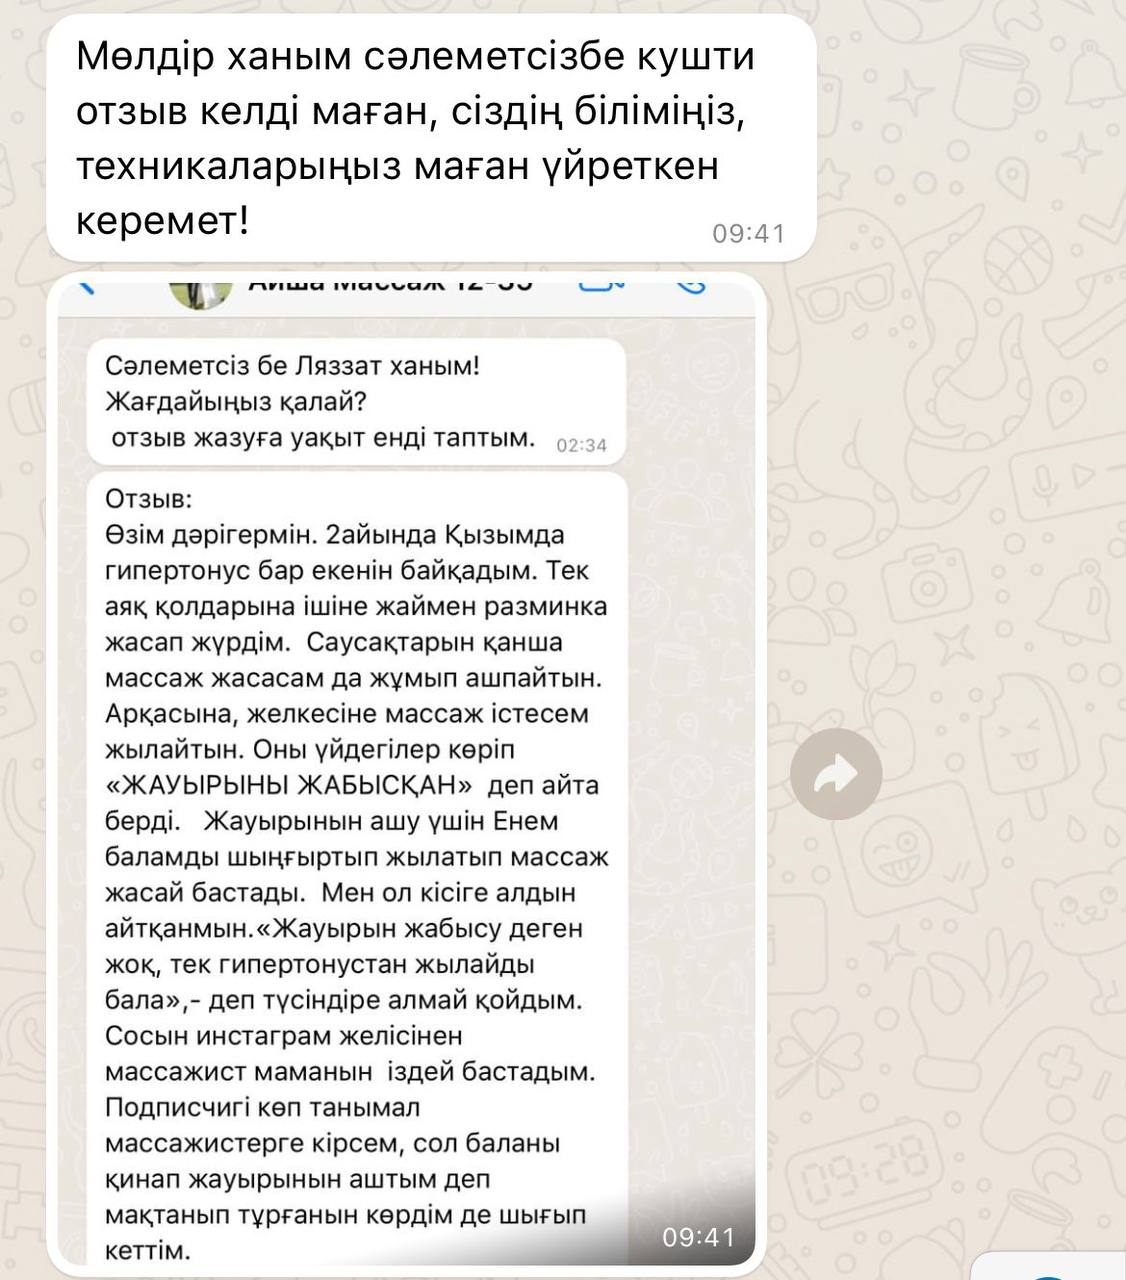 Мөлдір ханым сәлеметсізбе кушти
отзыв келді маған, сіздің біліміңіз,
техникаларыңыз маған үйреткен
керемет!
09:41
Айша Массаж 12-35
Сәлеметсіз бе Ляззат ханым!
Жағдайыңыз қалай?
отзыв жазуға уақыт енді таптым.
02:34
Отзыв:
Өзім дәрігермін. 2айында Қызымда
гипертонус бар екенін байқадым. Тек
аяқ қолдарына ішіне жаймен разминка
жасап жүрдім. Саусақтарын қанша
массаж жасасам да жұмып ашпайтын.
Арқасына, желкесіне массаж істесем
жылайтын. Оны үйдегілер көріп
«ЖАУЫРЫНЫ ЖАБЫСҚАН» деп айта
берді. Жауырынын ашу үшін Енем
баламды шыңғыртып жылатып массаж
жасай бастады. Мен ол кісіге алдын
айтқанмын.«Жауырын жабысу деген
жоқ, тек гипертонустан жылайды
бала»,- деп түсіндіре алмай қойдым.
Сосын инстаграм желісінен
массажист маманын іздей бастадым.
Подписчигі көп танымал
массажистерге кірсем, сол баланы
қинап жауырынын аштым деп
мақтанып тұрғанын көрдім де шығып
кеттім.
09:41
09:28